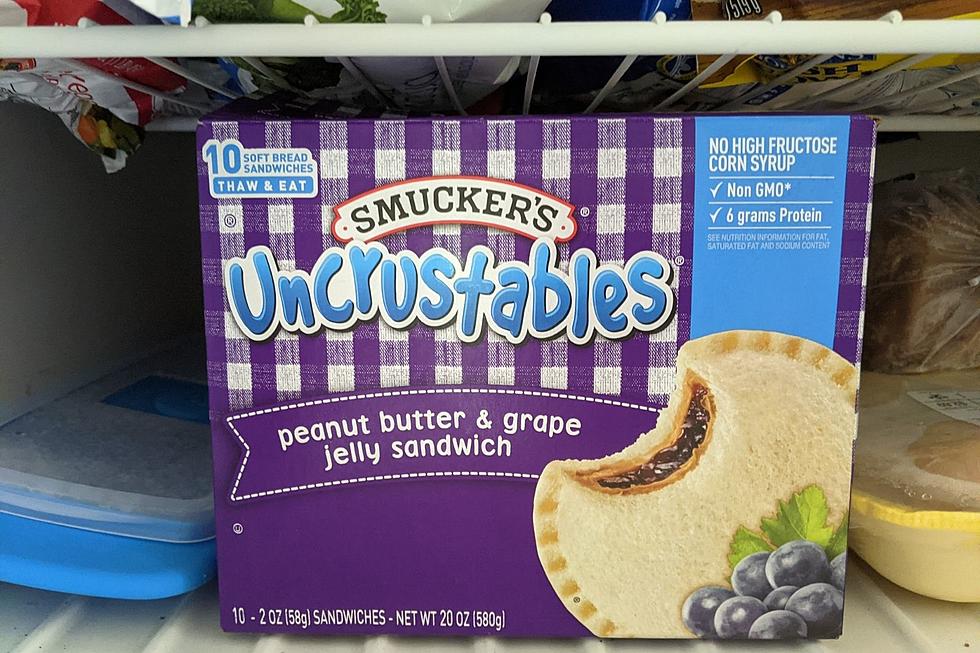 519g
10 SOFT BREAD
SANDWICHES
THAW & EAT
®
SMUCKER'S®
Uncrustables®
peanut butter & grape
jelly sandwich
NO HIGH FRUCTOSE
CORN SYRUP
✓ Non GMO*
✓ 6 grams Protein
SEE NUTRITION INFORMATION FOR FAT,
SATURATED FAT AND SODIUM CONTENT
Ⓤ
®
10 - 2 OZ (58g) SANDWICHES - NET WT 20 OZ (580g)